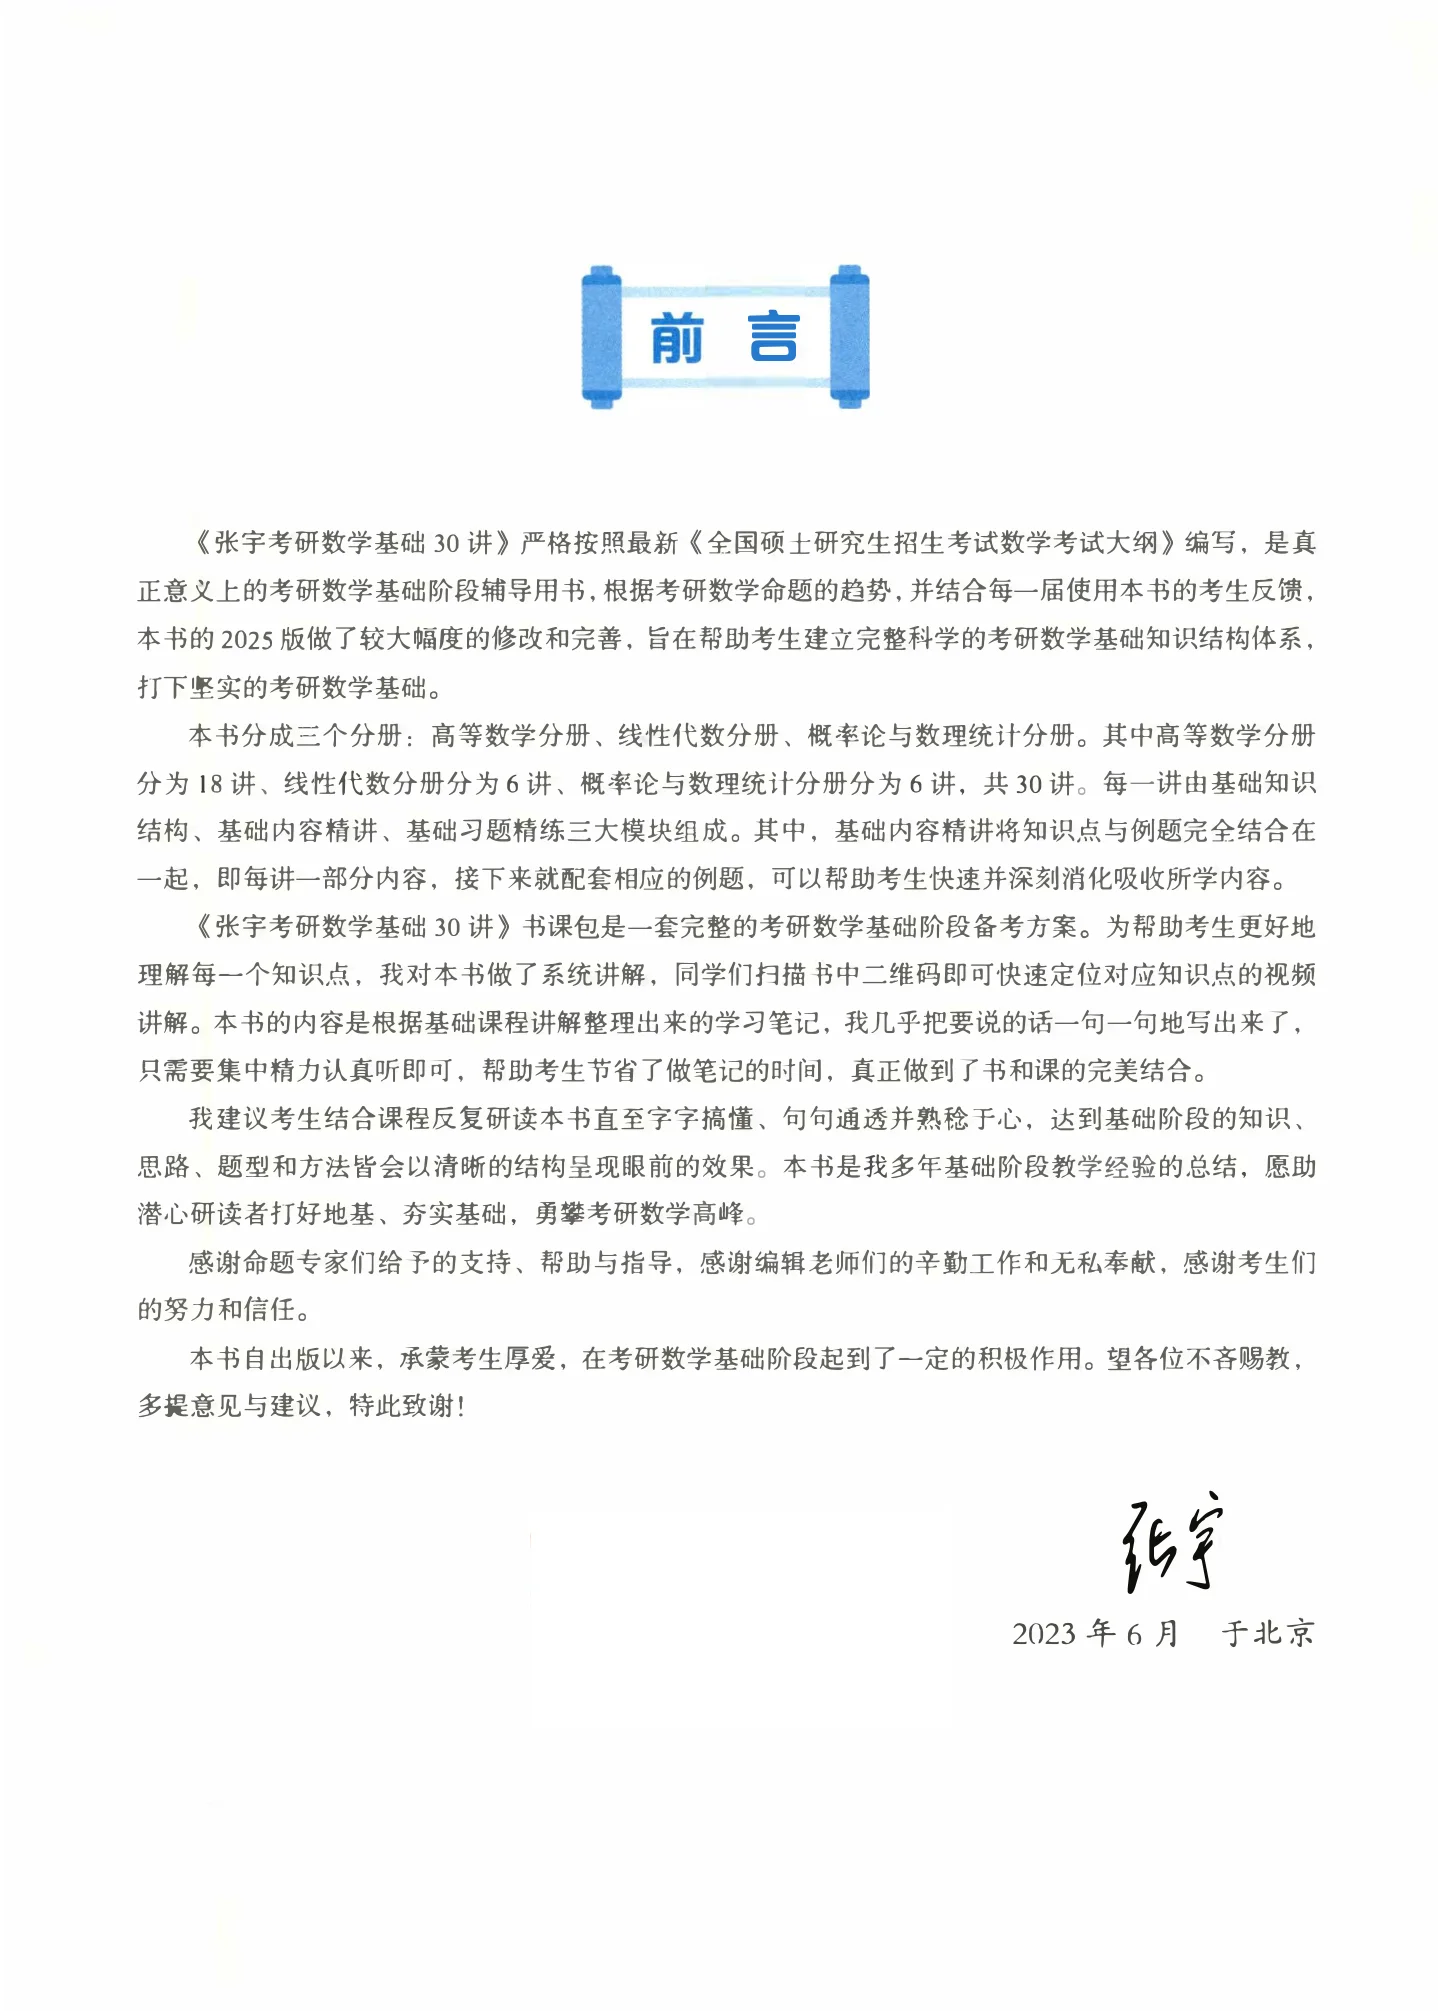 前 言
《张宇考研数学基础 30 讲》严格按照最新《全国硕士研究生招生考试数学考试大纲》编写，是真
正意义上的考研数学基础阶段辅导用书，根据考研数学命题的趋势，并结合每一届使用本书的考生反馈，
本书的 2025 版做了较大幅度的修改和完善，旨在帮助考生建立完整科学的考研数学基础知识结构体系，
打下坚实的考研数学基础。
本书分成三个分册：高等数学分册、线性代数分册、概率论与数理统计分册。其中高等数学分册
分为 18 讲、线性代数分册分为 6 讲、概率论与数理统计分册分为 6 讲，共 30 讲。每一讲由基础知识
结构、基础内容精讲、基础习题精练三大模块组成。其中，基础内容精讲将知识点与例题完全结合在
一起，即每讲一部分内容，接下来就配套相应的例题，可以帮助考生快速并深刻消化吸收所学内容。
《张宇考研数学基础 30 讲》书课包是一套完整的考研数学基础阶段备考方案。为帮助考生更好地
理解每一个知识点，我对本书做了系统讲解，同学们扫描书中二维码即可快速定位对应知识点的视频
讲解。本书的内容是根据基础课程讲解整理出来的学习笔记，我几乎把要说的话一句一句地写出来了，
只需要集中精力认真听即可，帮助考生节省了做笔记的时间，真正做到了书和课的完美结合。
我建议考生结合课程反复研读本书直至字字搞懂、句句通透并熟稔于心，达到基础阶段的知识、
思路、题型和方法皆会以清晰的结构呈现眼前的效果。本书是我多年基础阶段教学经验的总结，愿助
潜心研读者打好地基、夯实基础，勇攀考研数学高峰。
感谢命题专家们给予的支持、帮助与指导，感谢编辑老师们的辛勤工作和无私奉献，感谢考生们
的努力和信任。
本书自出版以来，承蒙考生厚爱，在考研数学基础阶段起到了一定的积极作用。望各位不吝赐教，
多提意见与建议，特此致谢！
张宇
2023 年 6 月 于北京